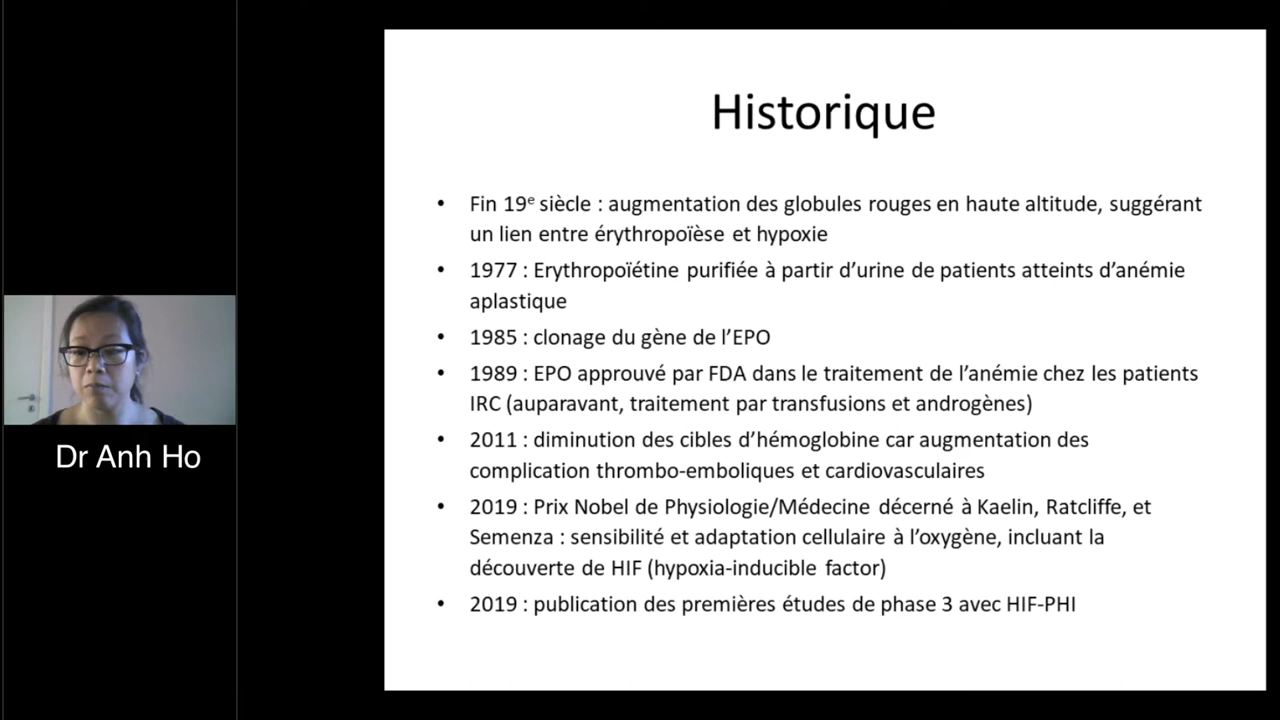 Historique
• Fin 19e siècle : augmentation des globules rouges en haute altitude, suggérant
un lien entre érythropoïèse et hypoxie
• 1977 : Erythropoïétine purifiée à partir d’urine de patients atteints d’anémie
aplastique
• 1985 : clonage du gène de l’EPO
• 1989 : EPO approuvé par FDA dans le traitement de l’anémie chez les patients
IRC (auparavant, traitement par transfusions et androgènes)
• 2011 : diminution des cibles d’hémoglobine car augmentation des
complication thrombo-emboliques et cardiovasculaires
• 2019 : Prix Nobel de Physiologie/Médecine décerné à Kaelin, Ratcliffe, et
Semenza : sensibilité et adaptation cellulaire à l’oxygène, incluant la
découverte de HIF (hypoxia-inducible factor)
• 2019 : publication des premières études de phase 3 avec HIF-PHI
Dr Anh Ho